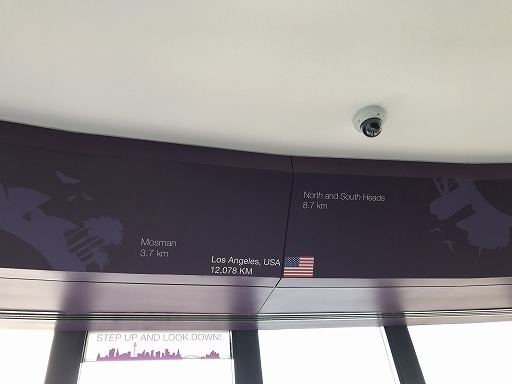 North and South Heads
8.7 km
Mosman
3.7 km
Los Angeles, USA
12,078 KM
STEP UP AND LOOK DOWN!